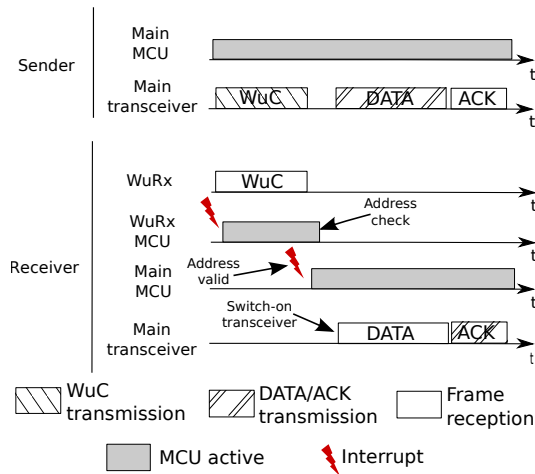 Sender
Main
MCU
t
Main
transceiver
WuC
DATA
ACK
t
Receiver
WuRx
WuC
t
WuRx
MCU
Address
check
t
Address
valid
Main
MCU
t
Switch-on
transceiver
Main
transceiver
DATA
ACK
t
WuC
transmission
DATA/ACK
transmission
Frame
reception
MCU active
Interrupt